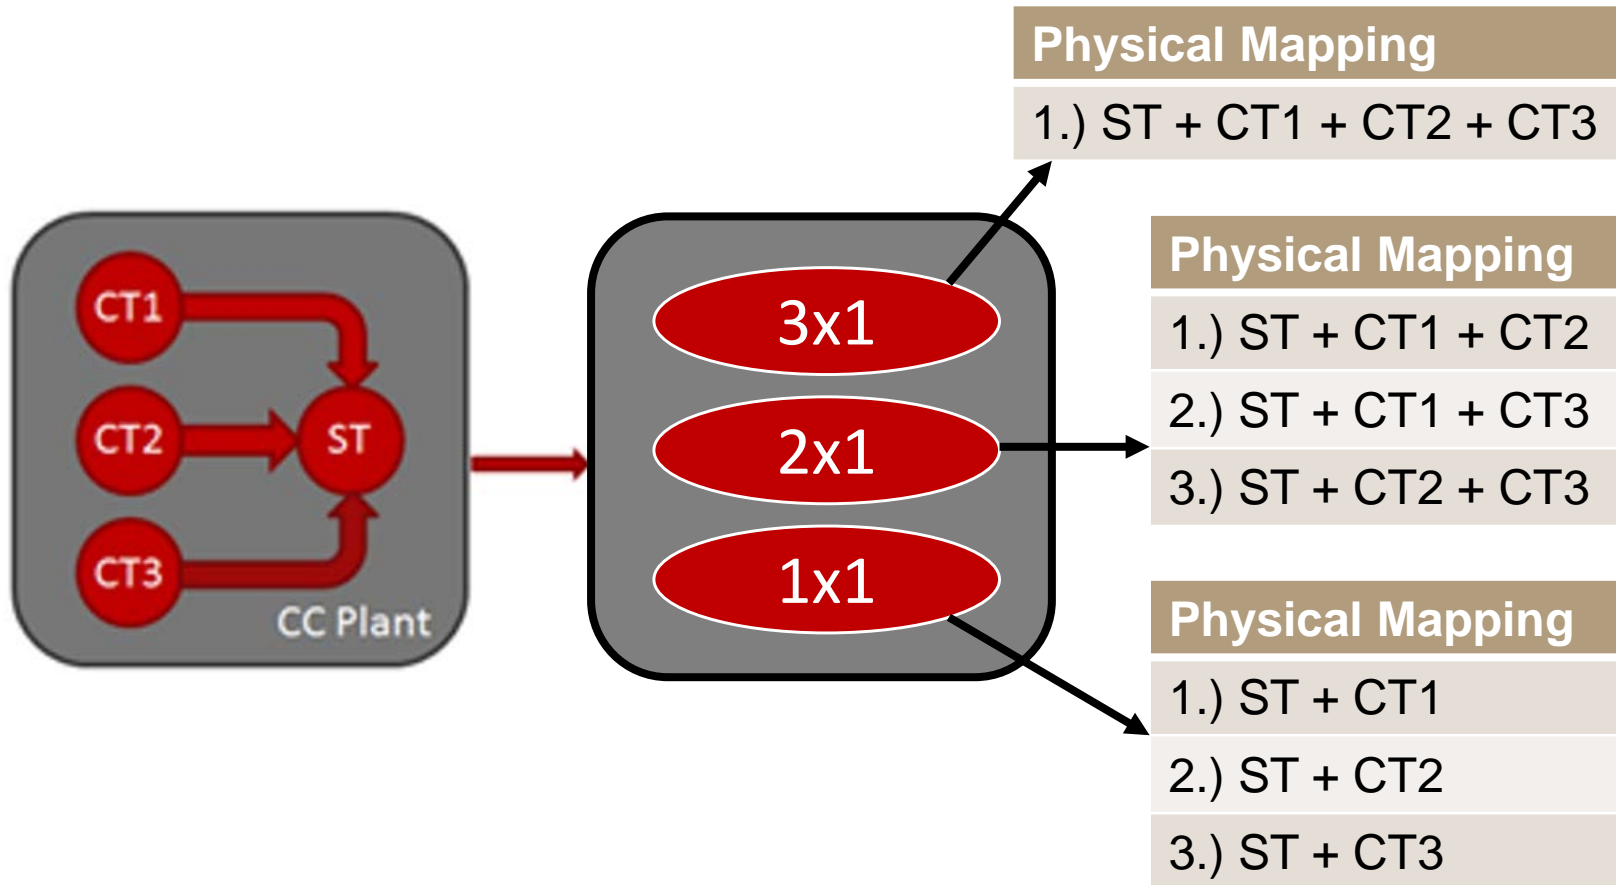 CT1
CT2
ST
CT3
CC Plant
3x1
2x1
1x1
Physical Mapping
1.) ST + CT1 + CT2 + CT3
Physical Mapping
1.) ST + CT1 + CT2
2.) ST + CT1 + CT3
3.) ST + CT2 + CT3
Physical Mapping
1.) ST + CT1
2.) ST + CT2
3.) ST + CT3